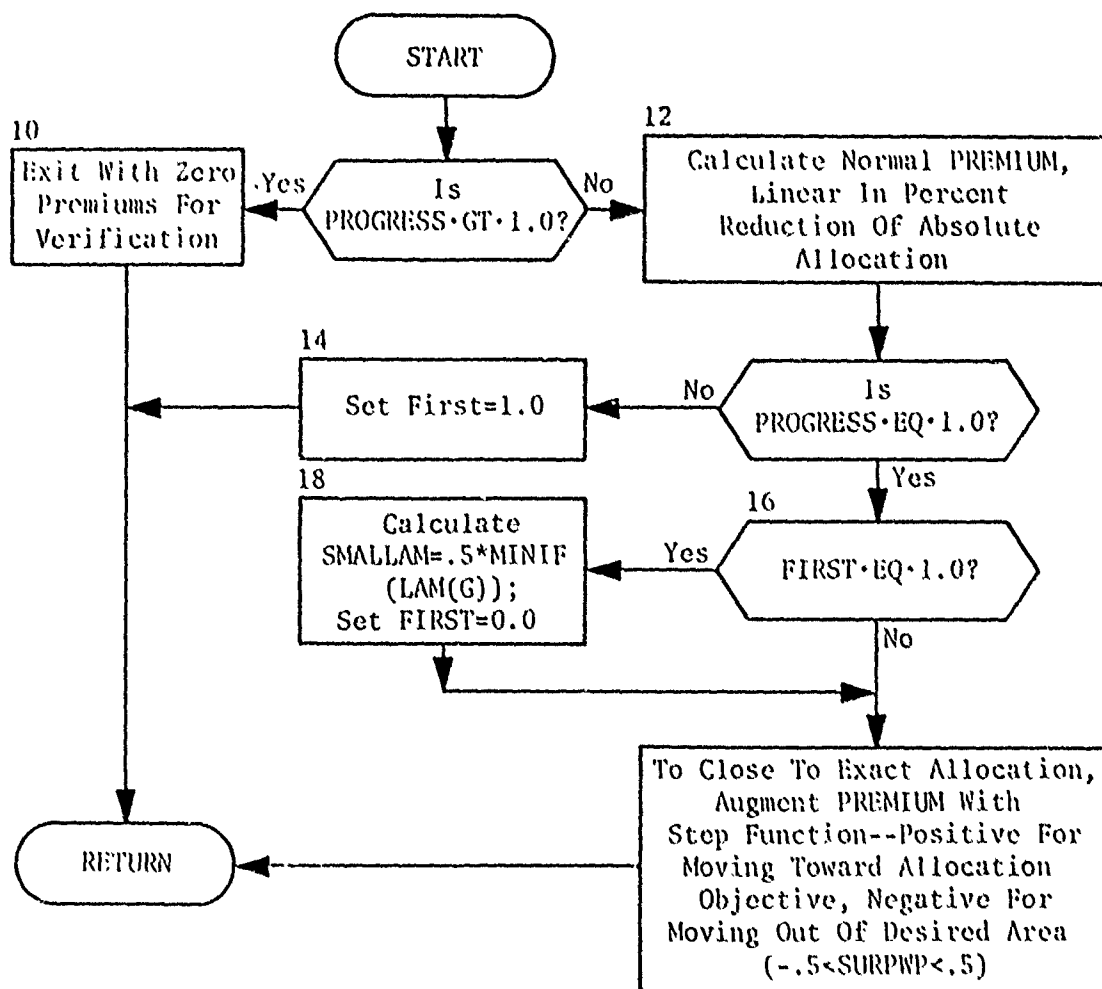 START
10
Exit With Zero
Premiums For
Verification
Yes
Is
PROGRESS·GT·1.0?
No
12
Calculate Normal PREMIUM,
Linear In Percent
Reduction Of Absolute
Allocation
14
Set First=1.0
No
Is
PROGRESS·EQ·1.0?
Yes
18
Calculate
SMALLAM=.5*MINIF
(LAM(G));
Set FIRST=0.0
Yes
16
FIRST·EQ·1.0?
No
To Close To Exact Allocation,
Augment PREMIUM With
Step Function--Positive For
Moving Toward Allocation
Objective, Negative For
Moving Out Of Desired Area
(-.5<SURPWP<.5)
RETURN